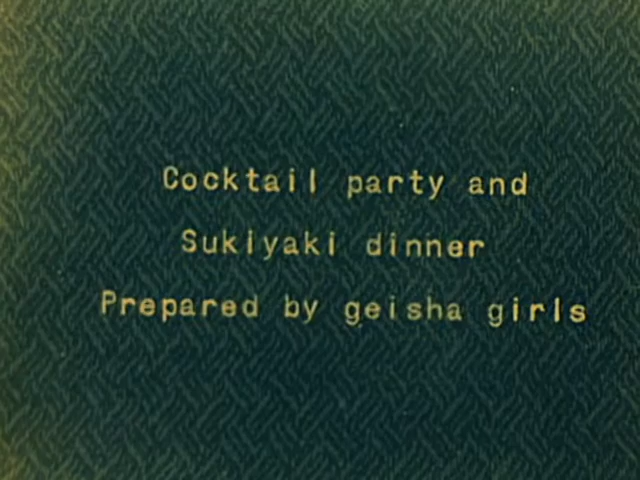 Cocktail party and
Sukiyaki dinner
Prepared by geisha girls